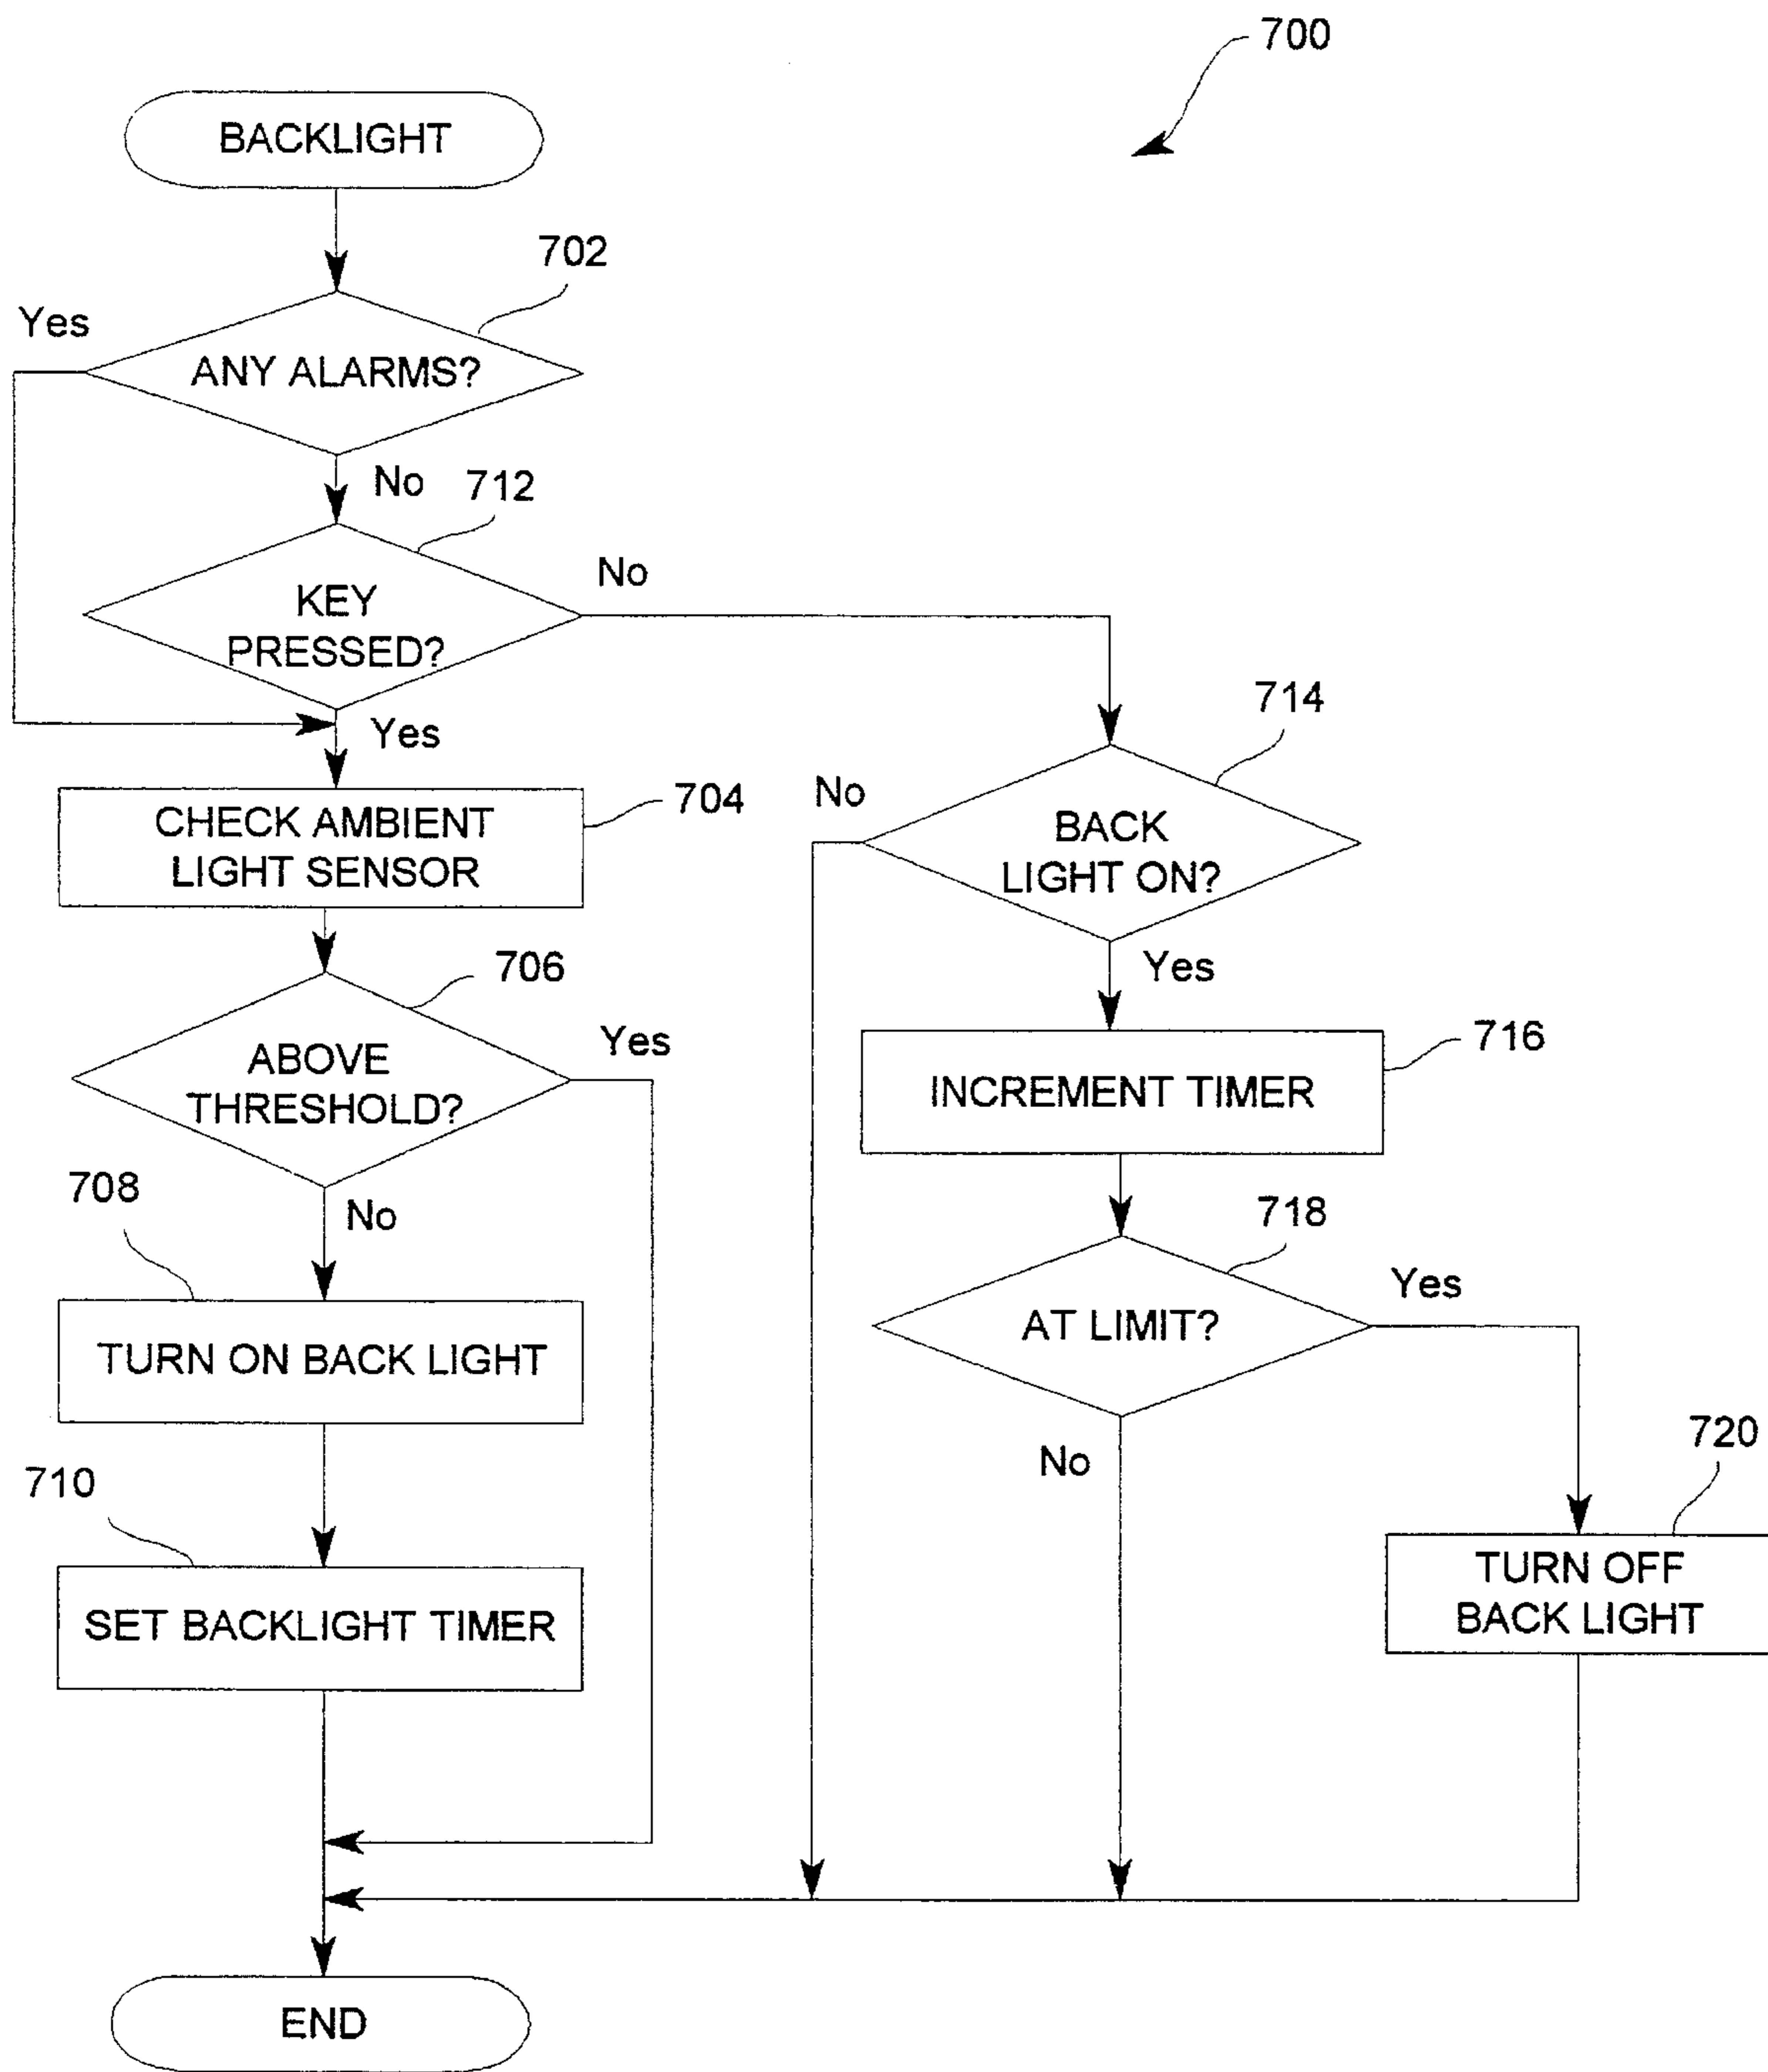 700
BACKLIGHT
702
Yes
ANY ALARMS?
No
712
KEY
PRESSED?
No
Yes
714
CHECK AMBIENT
LIGHT SENSOR
704
No
BACK
LIGHT ON?
Yes
706
ABOVE
THRESHOLD?
Yes
INCREMENT TIMER
716
708
No
718
TURN ON BACK LIGHT
AT LIMIT?
Yes
No
720
710
SET BACKLIGHT TIMER
TURN OFF
BACK LIGHT
END